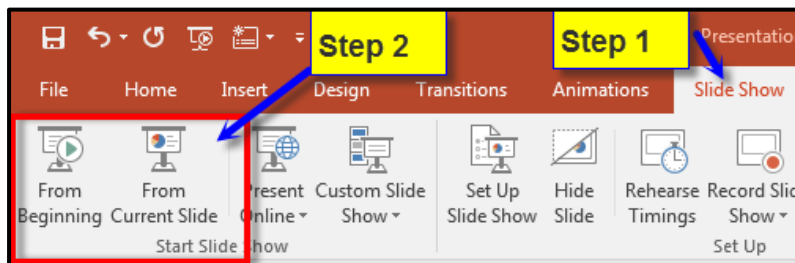 Step 2
Step 1
Presentatio
File Home Insert Design Transitions Animations Slide Show
From Beginning
From Current Slide
Present Online
Custom Slide Show
Set Up Slide Show
Hide Slide
Rehearse Timings
Record Slid Show
Start Slide Show
Set Up